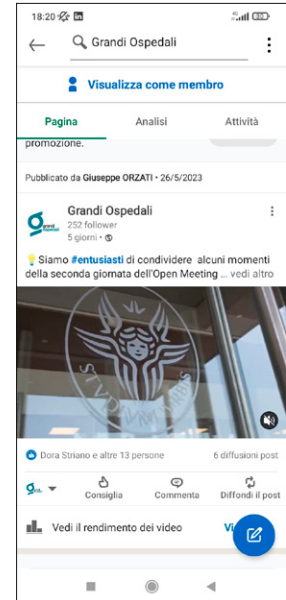 18:20
Grandi Ospedali
Visualizza come membro
Pagina Analisi Attività
promozione.
Pubblicato da Giuseppe ORZATI • 26/5/2023
Grandi Ospedali
252 follower
5 giorni •
Siamo #entusiasti di condividere alcuni momenti
della seconda giornata dell'Open Meeting ... vedi altro
Dora Striano e altre 13 persone 6 diffusioni post
Consiglia Commenta Diffondi il post
Vedi il rendimento dei video Vi